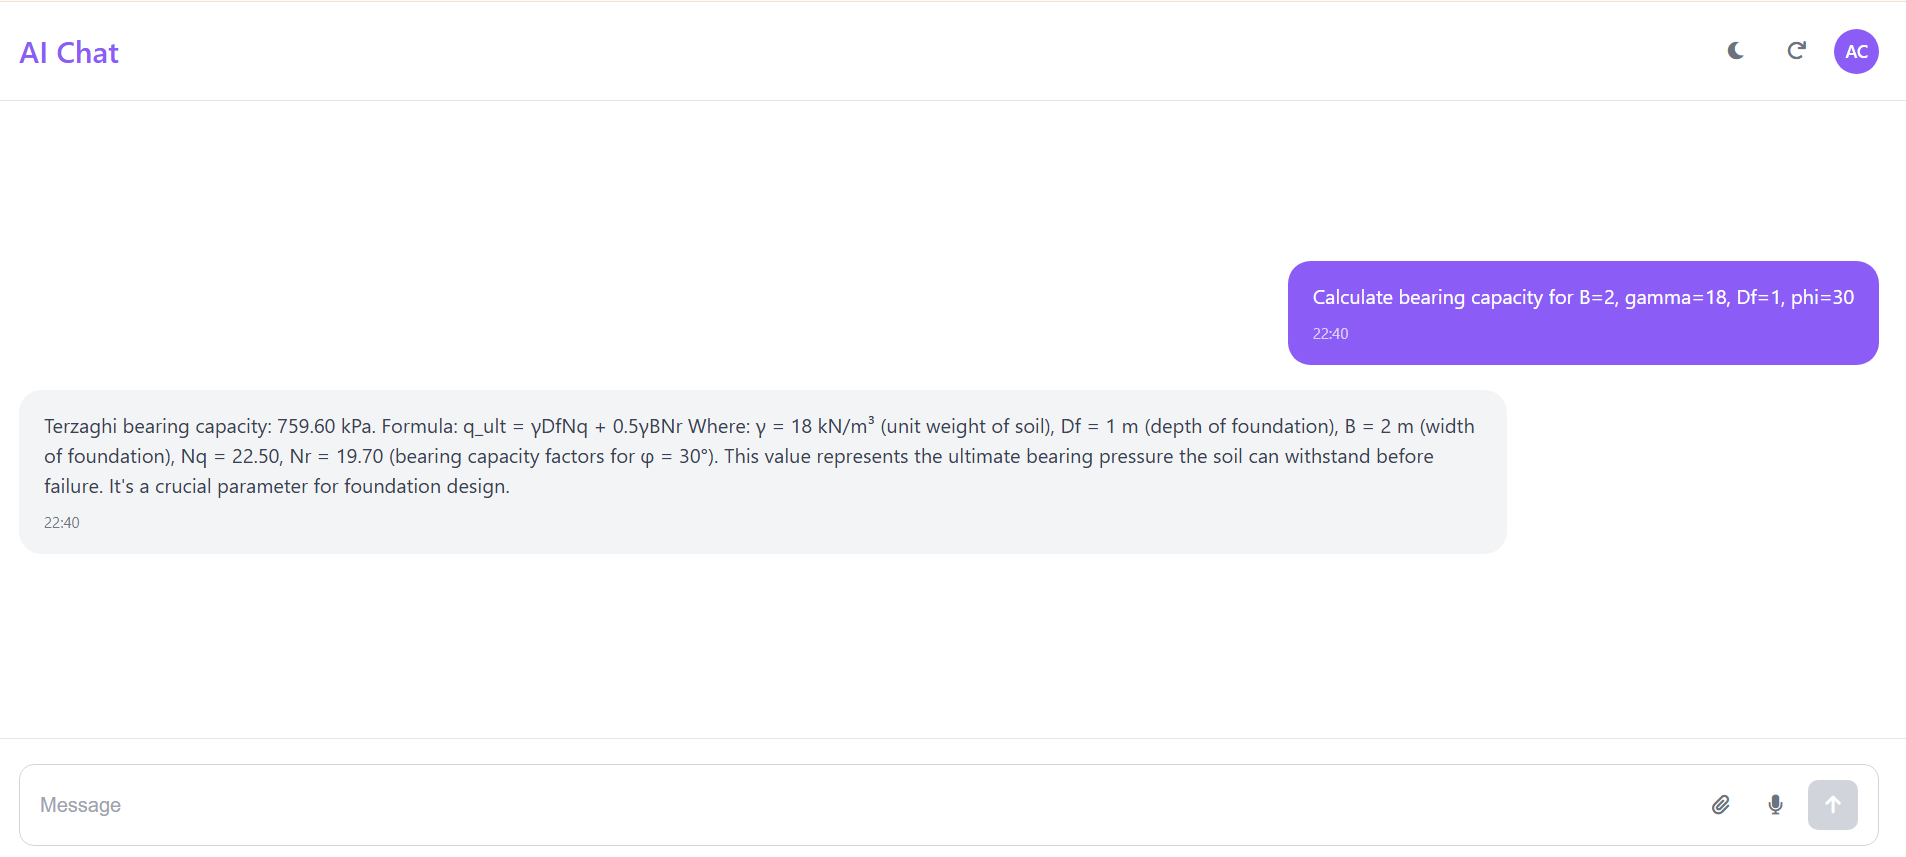 AI Chat
AC
Calculate bearing capacity for B=2, gamma=18, Df=1, phi=30
22:40
Terzaghi bearing capacity: 759.60 kPa. Formula: q_ult = γDfNq + 0.5γBNr Where: γ = 18 kN/m³ (unit weight of soil), Df = 1 m (depth of foundation), B = 2 m (width
of foundation), Nq = 22.50, Nr = 19.70 (bearing capacity factors for φ = 30°). This value represents the ultimate bearing pressure the soil can withstand before
failure. It's a crucial parameter for foundation design.
22:40
Message